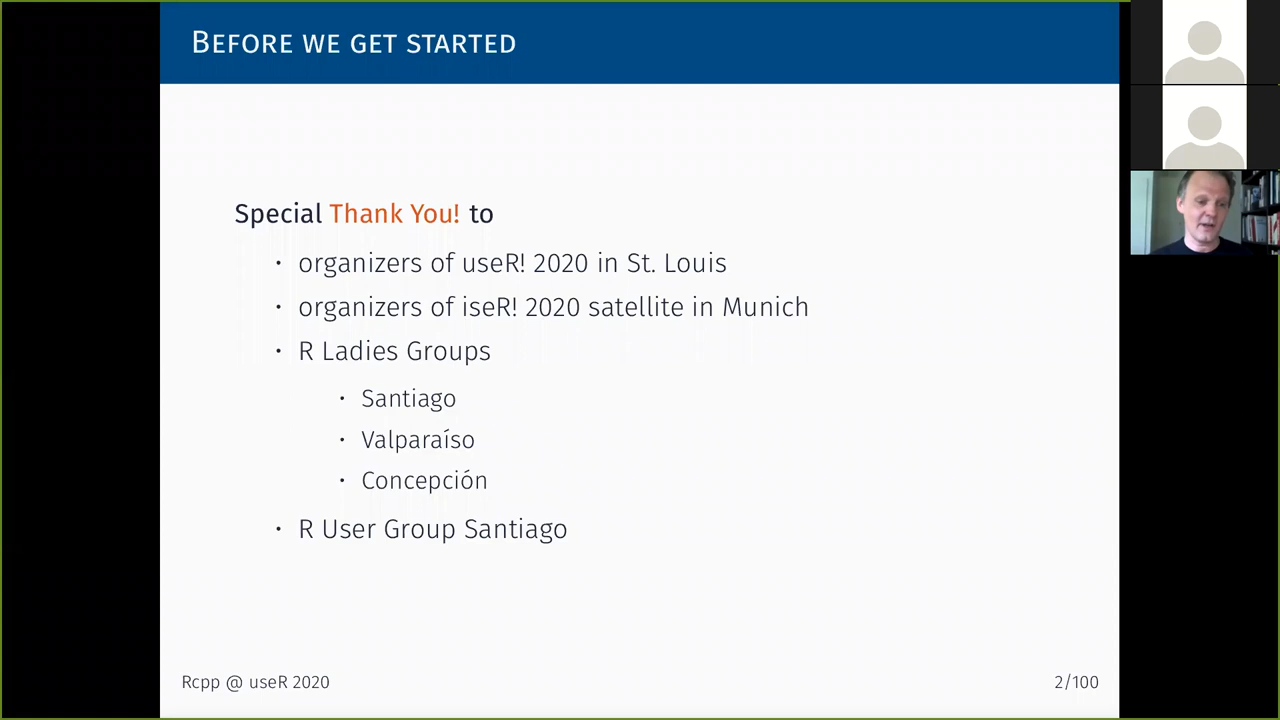 BEFORE WE GET STARTED
Special Thank You! to
• organizers of useR! 2020 in St. Louis
• organizers of iseR! 2020 satellite in Munich
• R Ladies Groups
• Santiago
• Valparaíso
• Concepción
• R User Group Santiago
Rcpp @ useR 2020
2/100